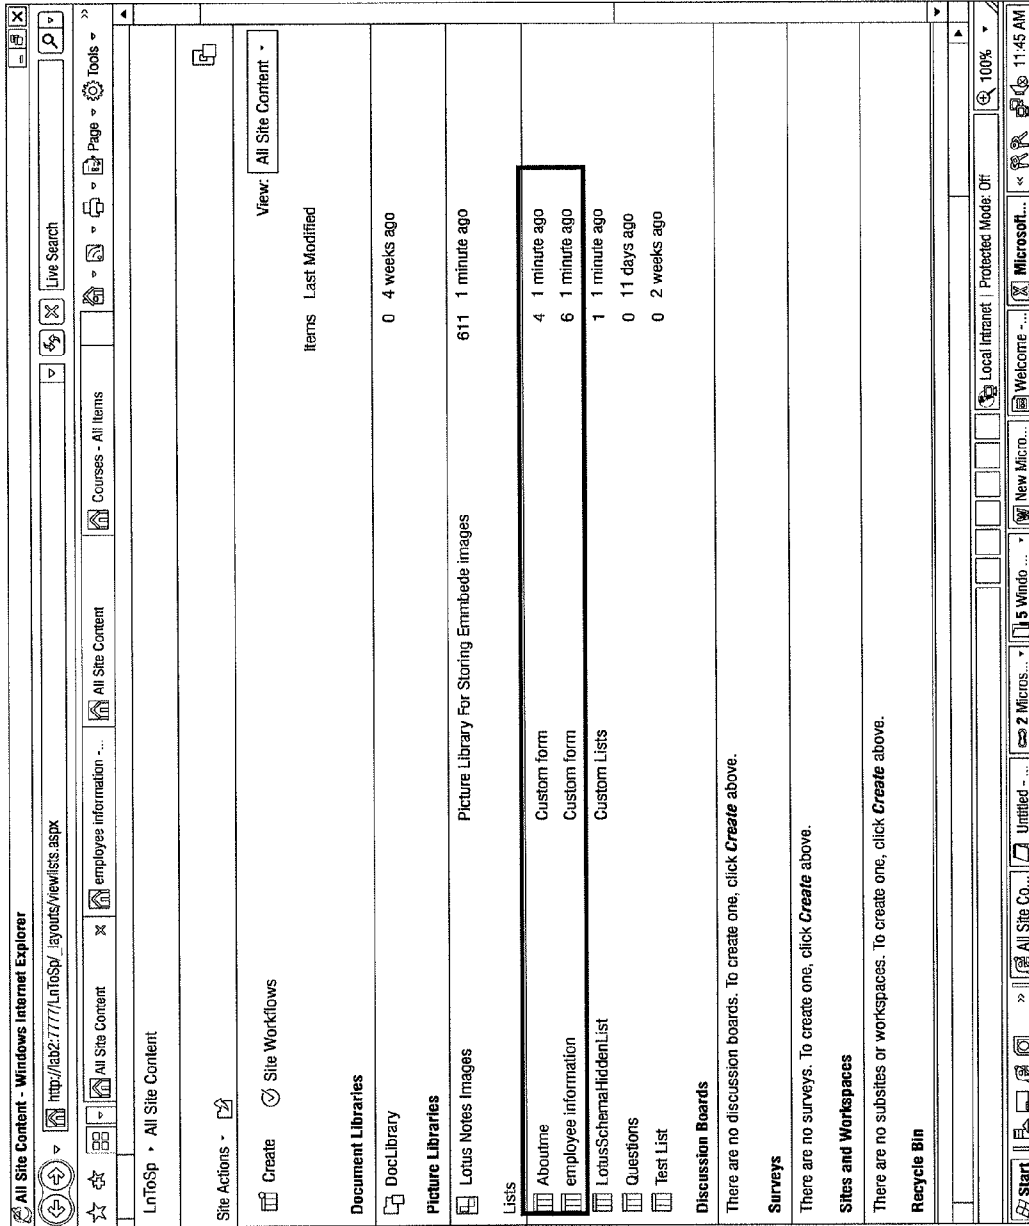 All Site Content - Windows Internet Explorer
http://lab2:7777/LnToSp/_layouts/viewlists.aspx
Live Search
All Site Content
employee information -...
All Site Content
Courses - All Items
Page
Tools
LnToSp ▸ All Site Content
Site Actions
Create
Site Workflows
View: All Site Content
Items Last Modified
Document Libraries
DocLibrary 0 4 weeks ago
Picture Libraries
Lotus Notes Images Picture Library For Storing Emmbede images 611 1 minute ago
Lists
Aboutme Custom form 4 1 minute ago
employee information Custom form 6 1 minute ago
LotusSchemaHiddenList Custom Lists 1 1 minute ago
Questions 0 11 days ago
Test List 0 2 weeks ago
Discussion Boards
There are no discussion boards. To create one, click Create above.
Surveys
There are no surveys. To create one, click Create above.
Sites and Workspaces
There are no subsites or workspaces. To create one, click Create above.
Recycle Bin
Local Intranet | Protected Mode: Off
100%
Start
All Site Co...
Untitled - ...
2 Micros...
5 Windo ...
New Micro...
Welcome - ...
Microsoft...
11:45 AM